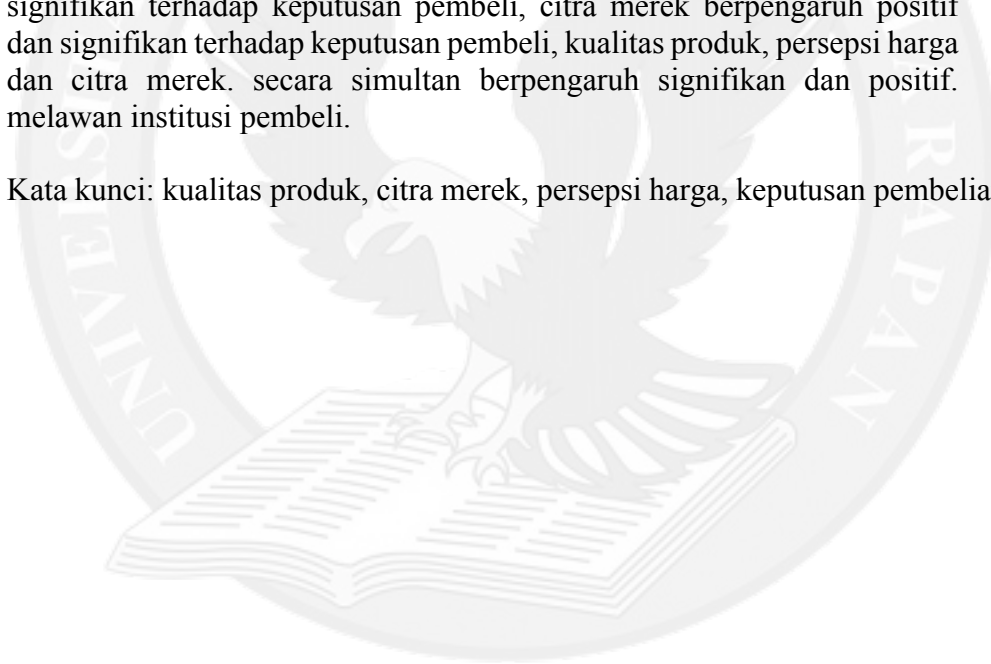 signifikan terhadap keputusan pembeli, citra merek berpengaruh positif
dan signifikan terhadap keputusan pembeli, kualitas produk, persepsi harga
dan citra merek. secara simultan berpengaruh signifikan dan positif.
melawan institusi pembeli.
Kata kunci: kualitas produk, citra merek, persepsi harga, keputusan pembelia
UNIVERSI
ARAPAN